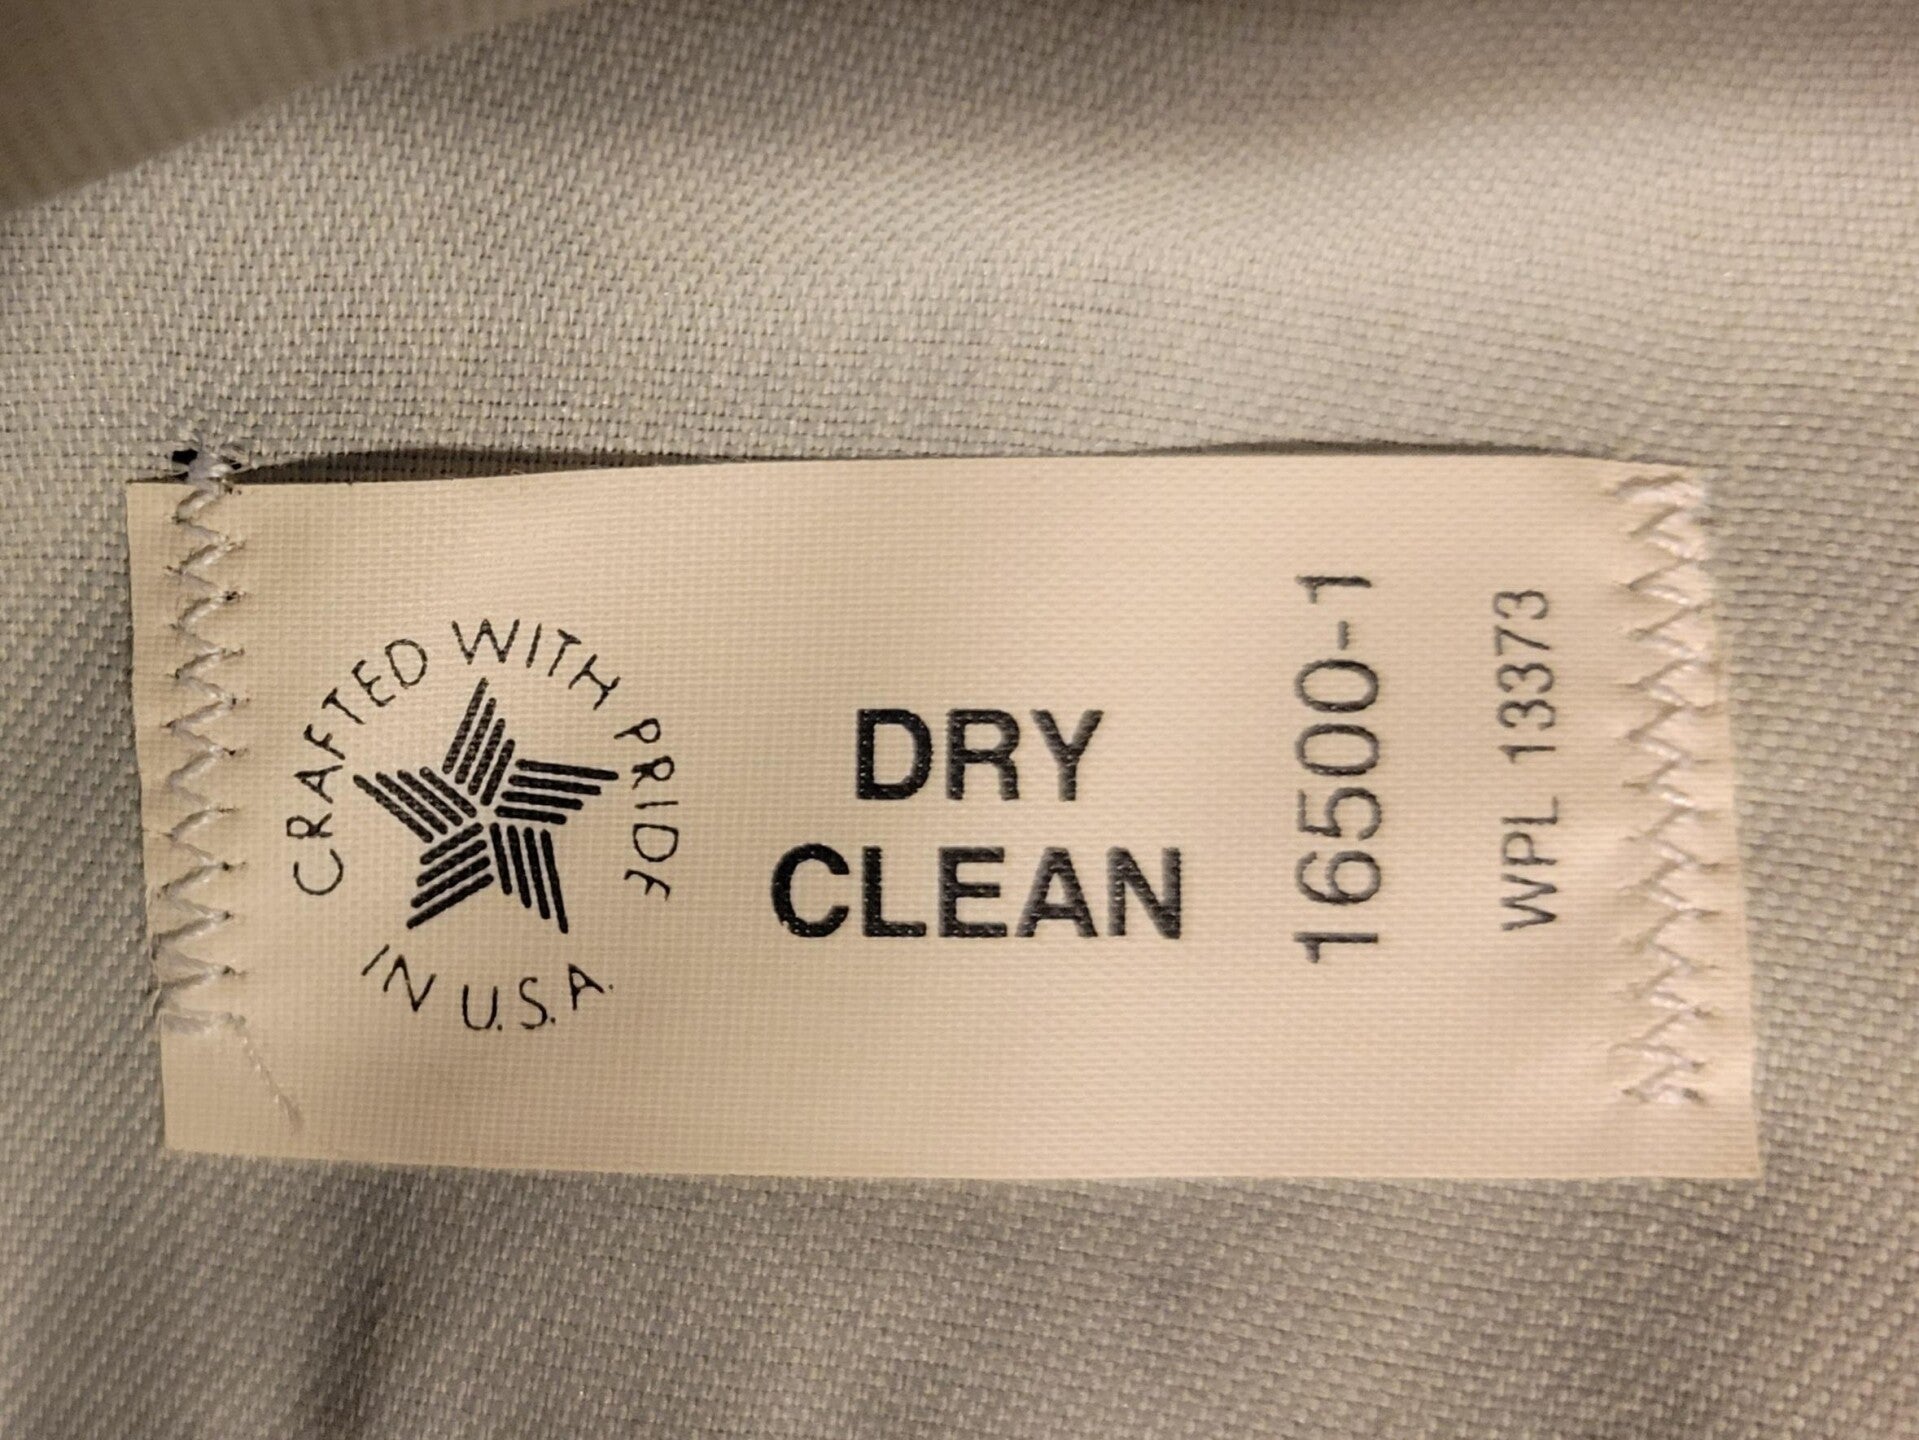 CRAFTED WITH PRIDE
IN U.S.A.
DRY
CLEAN
16500-1
WPL 13373